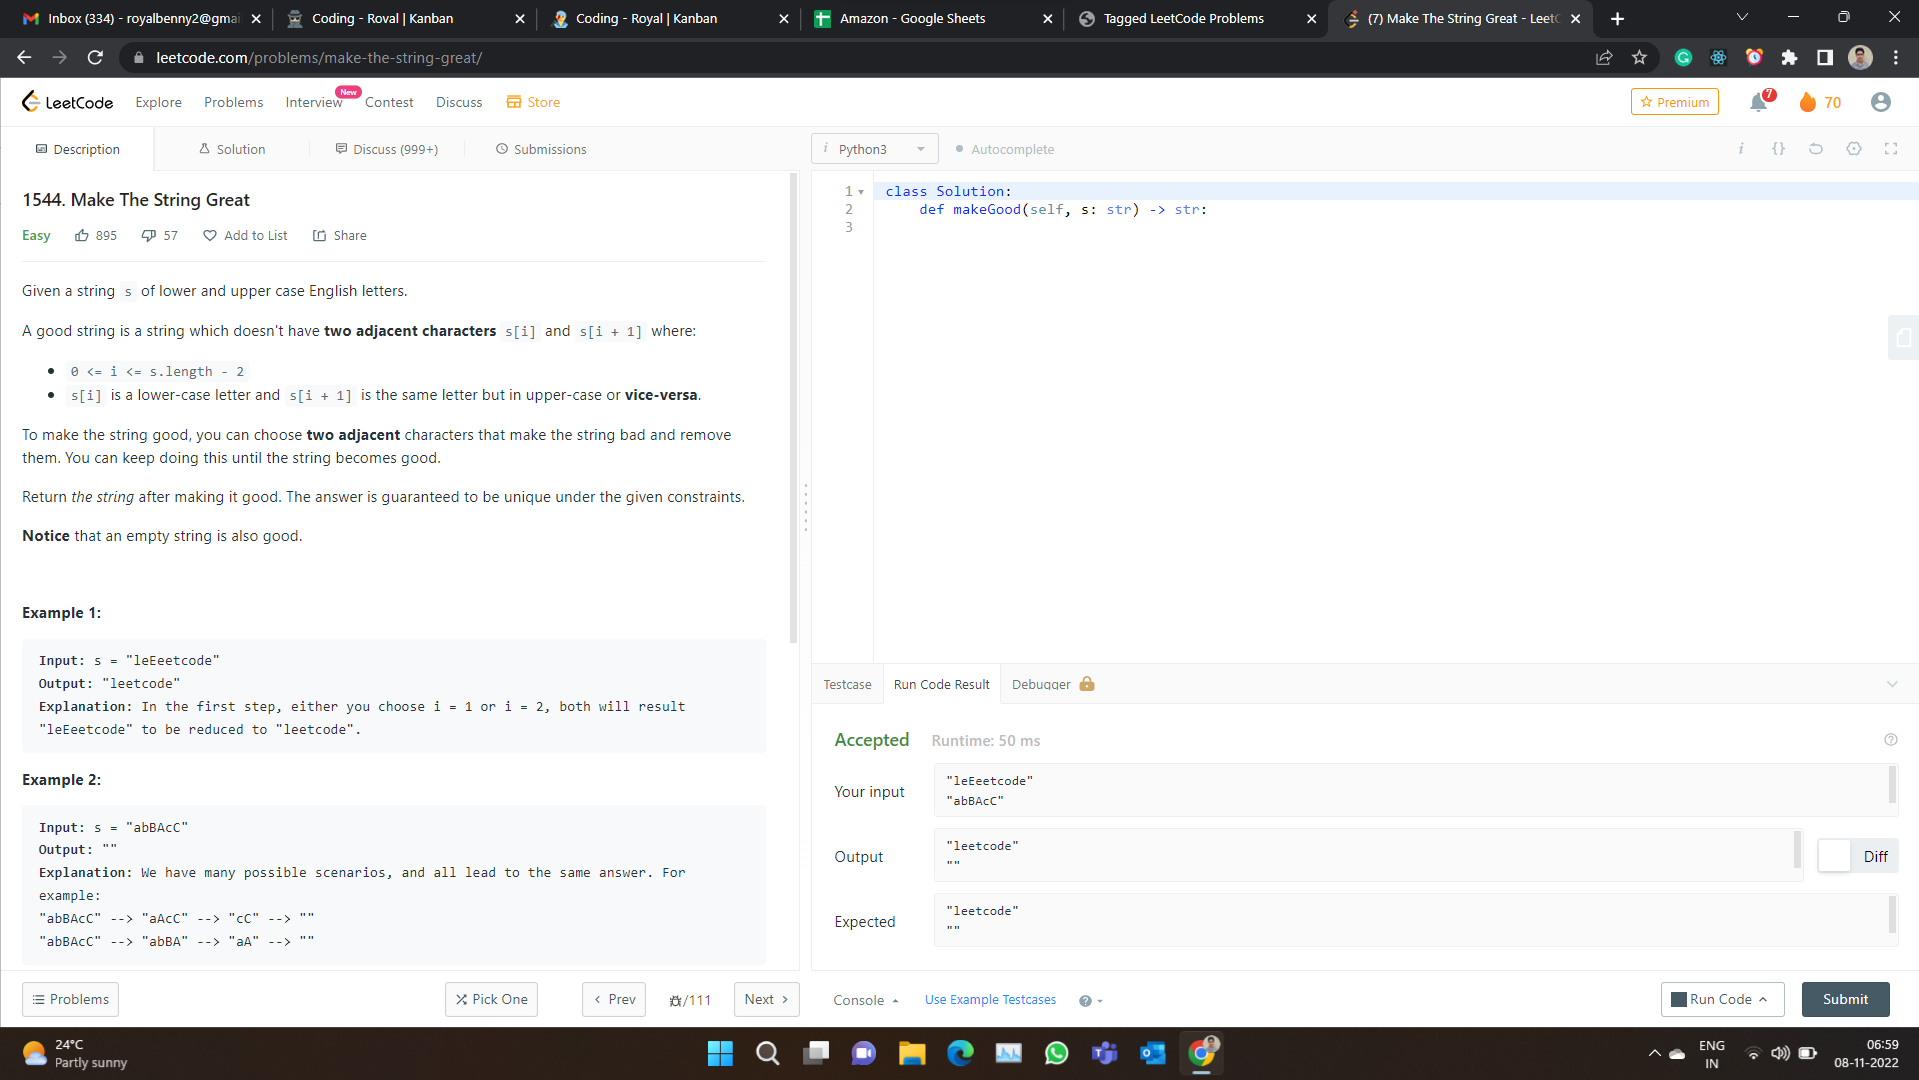 Inbox (334) - royalbenny2@gmai
Coding - Roval | Kanban
Coding - Royal | Kanban
Amazon - Google Sheets
Tagged LeetCode Problems
(7) Make The String Great - LeetC
leetcode.com/problems/make-the-string-great/
LeetCode
Explore
Problems
Interview
New
Contest
Discuss
Store
Premium
7
70
Description
Solution
Discuss (999+)
Submissions
i Python3
Autocomplete
i {}
1544. Make The String Great
Easy 895 57 Add to List Share
Given a string s of lower and upper case English letters.
A good string is a string which doesn't have two adjacent characters s[i] and s[i + 1] where:
• 0 <= i <= s.length - 2
• s[i] is a lower-case letter and s[i + 1] is the same letter but in upper-case or vice-versa.
To make the string good, you can choose two adjacent characters that make the string bad and remove
them. You can keep doing this until the string becomes good.
Return the string after making it good. The answer is guaranteed to be unique under the given constraints.
Notice that an empty string is also good.
Example 1:
Input: s = "leEeetcode"
Output: "leetcode"
Explanation: In the first step, either you choose i = 1 or i = 2, both will result
"leEeetcode" to be reduced to "leetcode".
Example 2:
Input: s = "abBAcC"
Output: ""
Explanation: We have many possible scenarios, and all lead to the same answer. For
example:
"abBAcC" --> "aAcC" --> "cC" --> ""
"abBAcC" --> "abBA" --> "aA" --> ""
1 class Solution:
2 def makeGood(self, s: str) -> str:
3
Testcase
Run Code Result
Debugger
Accepted Runtime: 50 ms
Your input
"leEeetcode"
"abBAcC"
Output
"leetcode"
""
Diff
Expected
"leetcode"
""
Problems
Pick One
Prev
/111
Next
Console
Use Example Testcases
Run Code
Submit
24°C
Partly sunny
ENG
IN
06:59
08-11-2022